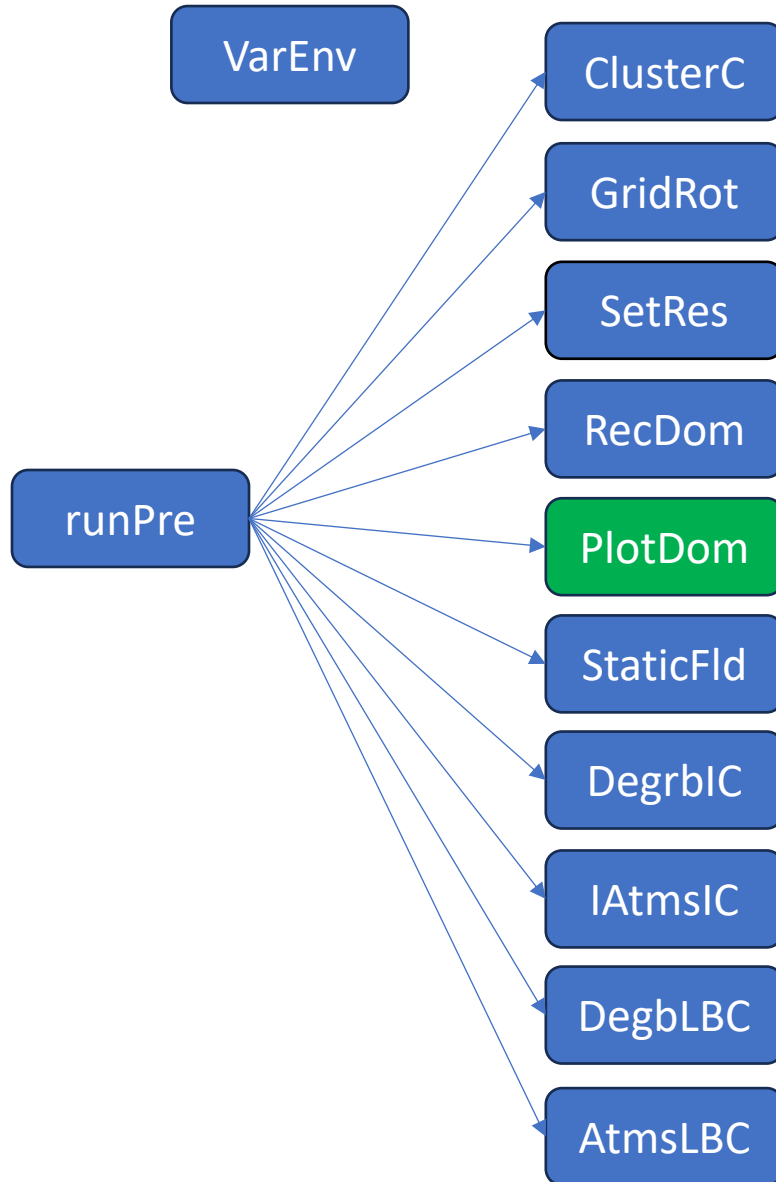 VarEnv
ClusterC
GridRot
SetRes
RecDom
runPre
PlotDom
StaticFld
DegrbIC
IAtmsIC
DegbLBC
AtmsLBC